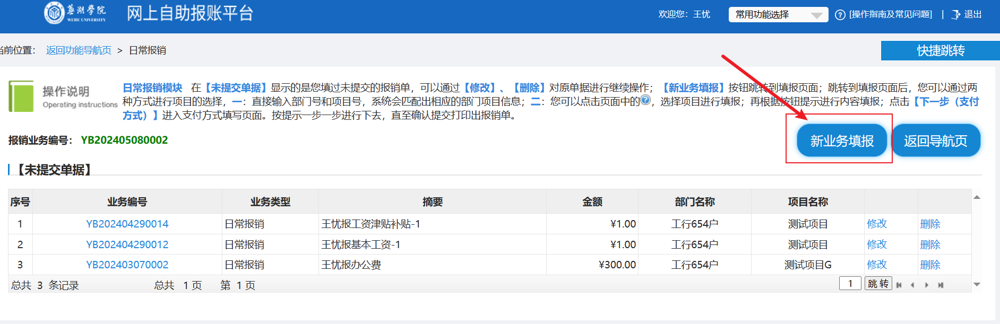 芜湖学院
WUHU UNIVERSITY
网上自助报账平台
欢迎您：王忧
常用功能选择
[操作指南及常见问题]
|
退出
当前位置： 返回功能导航页 > 日常报销
快捷跳转
操作说明
Operating instructions
日常报销模块 在【未提交单据】显示的是您填过未提交的报销单，可以通过【修改】、【删除】对原单据进行继续操作；【新业务填报】按钮跳转到填报页面；跳转到填报页面后，您可以通过两
种方式进行项目的选择，一：直接输入部门号和项目号，系统会匹配出相应的部门项目信息；二：您可以点击页面中的?，选择项目进行填报；再根据按钮提示进行内容填报；点击【下一步（支付
方式）】进入支付方式填写页面。按提示一步一步进行下去，直至确认提交打印出报销单。
报销业务编号： YB202405080002
新业务填报 返回导航页
【未提交单据】
序号 业务编号 业务类型 摘要 金额 部门名称 项目名称
1 YB202404290014 日常报销 王忧报工资津贴补贴-1 ¥1.00 工行654户 测试项目 修改 删除
2 YB202404290012 日常报销 王忧报基本工资-1 ¥1.00 工行654户 测试项目 修改 删除
3 YB202403070002 日常报销 王忧报办公费 ¥300.00 工行654户 测试项目G 修改 删除
总共 3 条记录 总共 1 页 第 1 页 1 跳 转